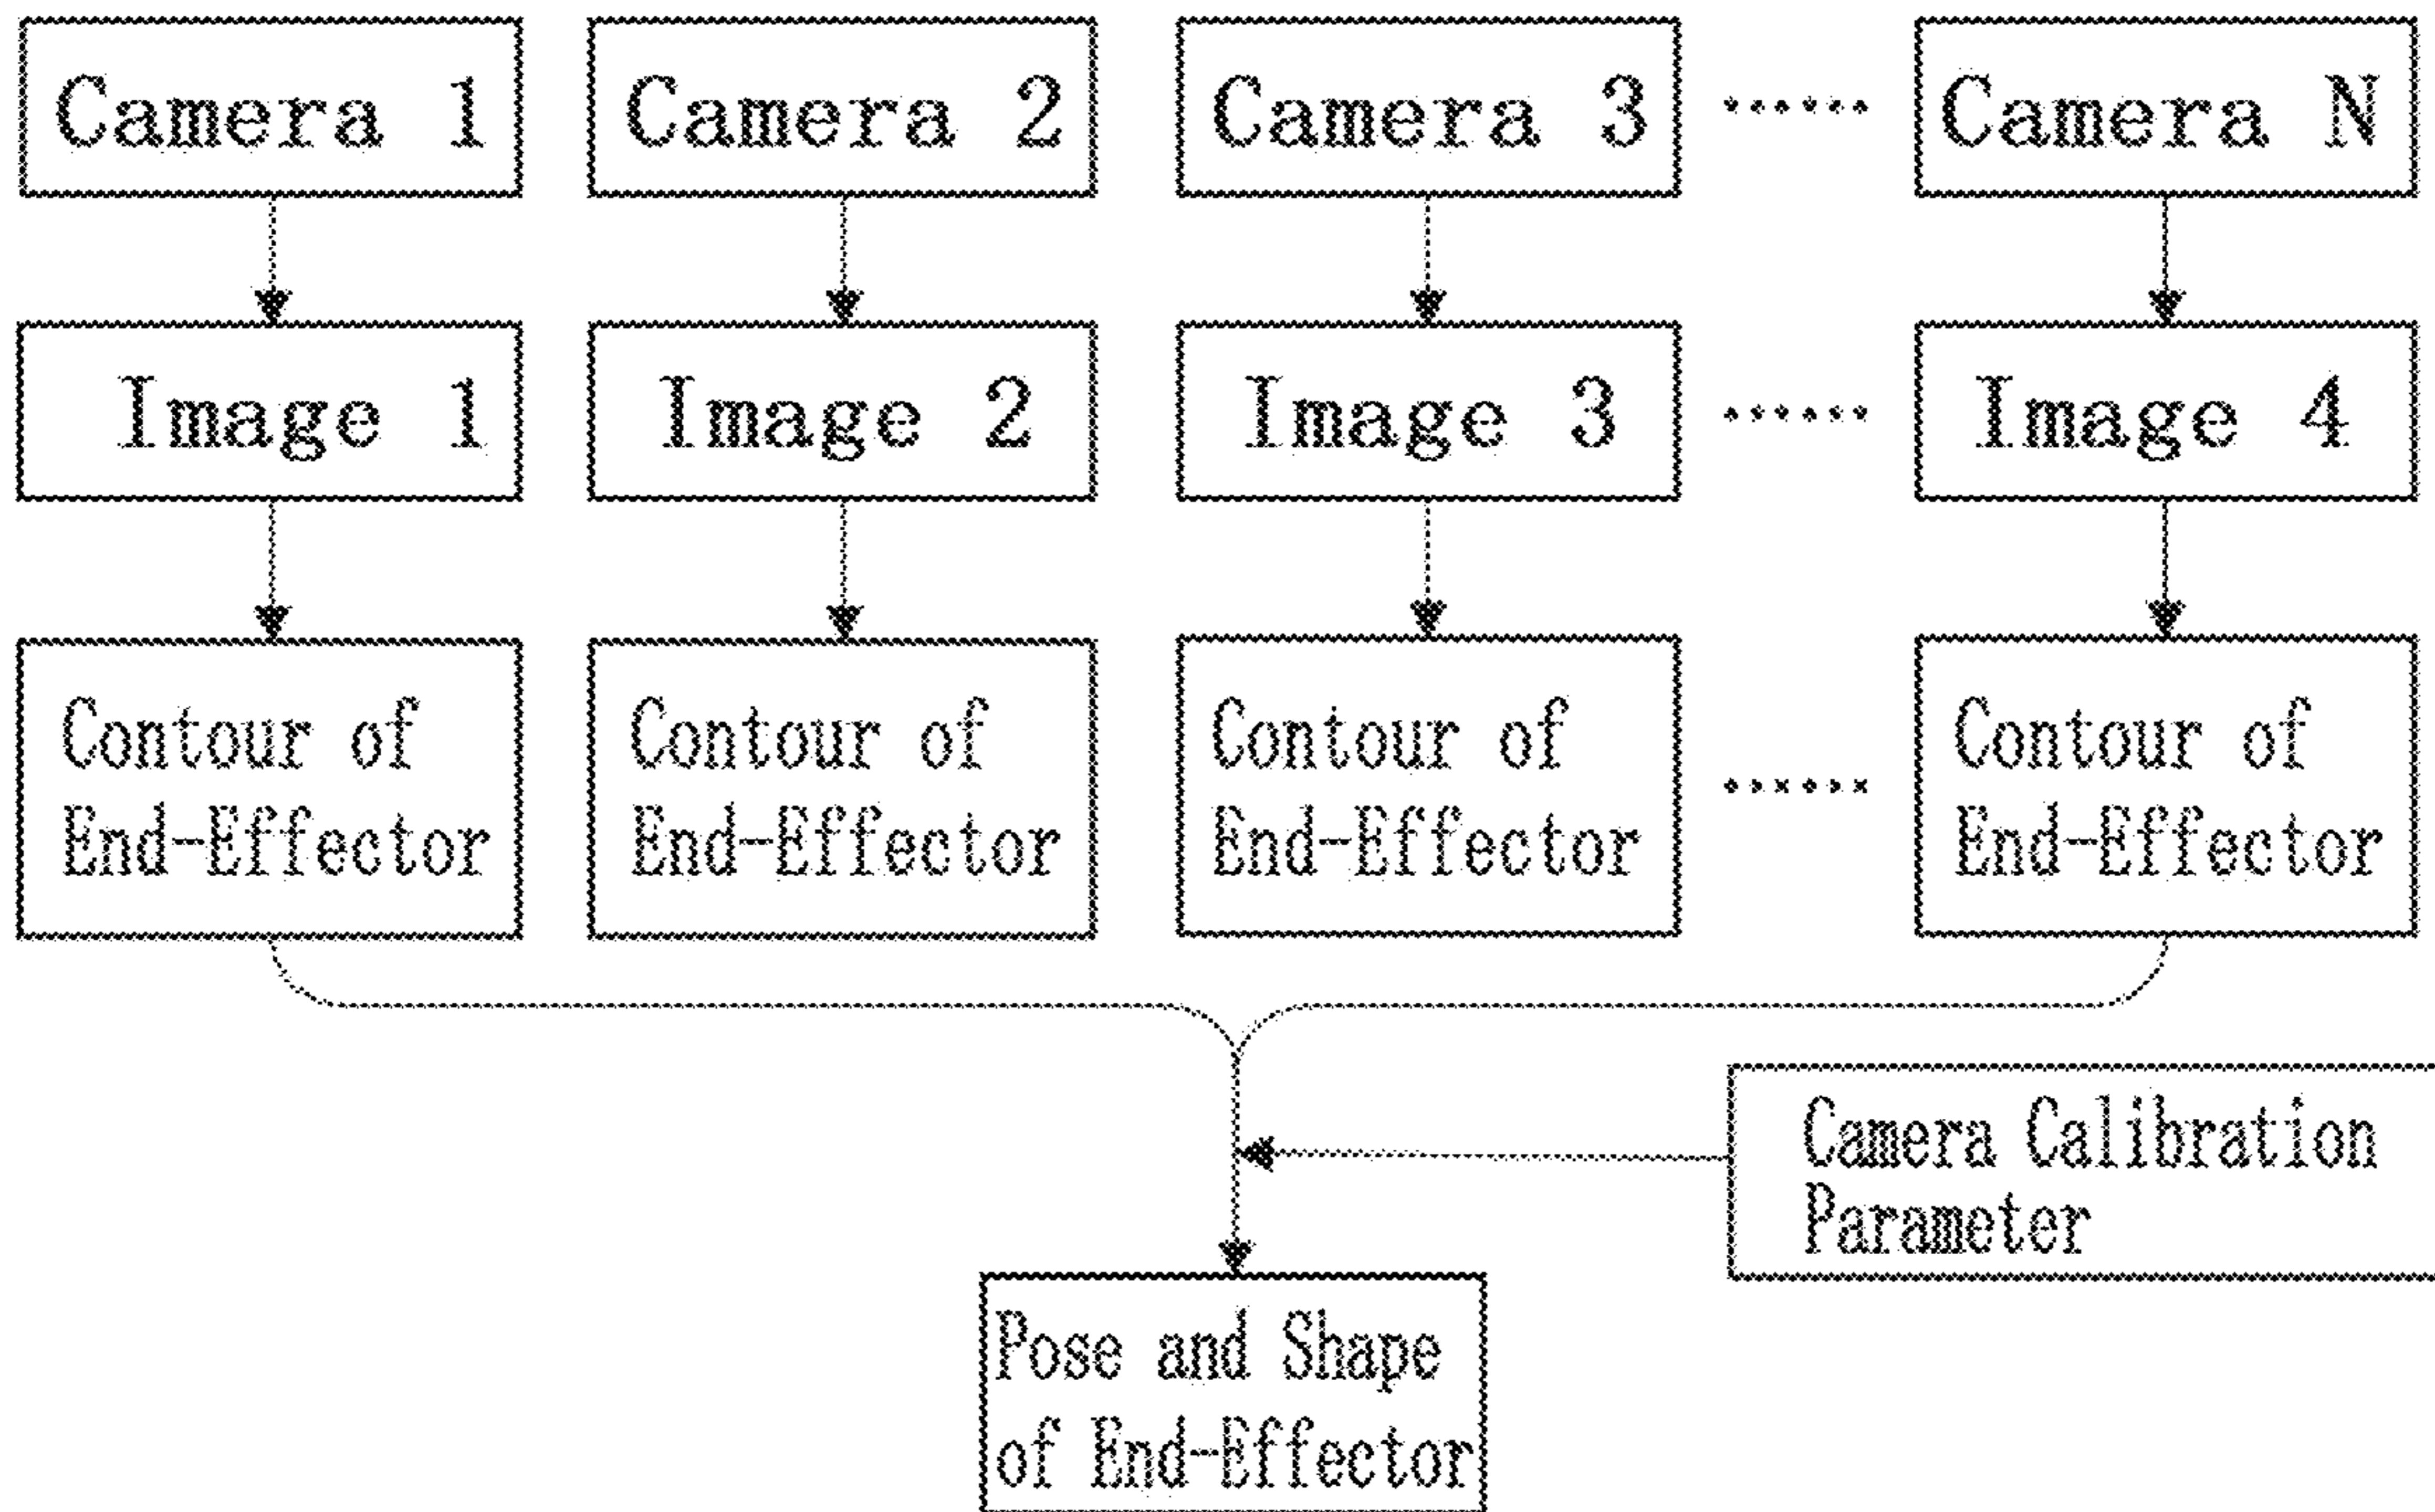 Camera 1
Camera 2
Camera 3
......
Camera N
Image 1
Image 2
Image 3
......
Image 4
Contour of
End-Effector
Contour of
End-Effector
Contour of
End-Effector
......
Contour of
End-Effector
Camera Calibration
Parameter
Pose and Shape
of End-Effector